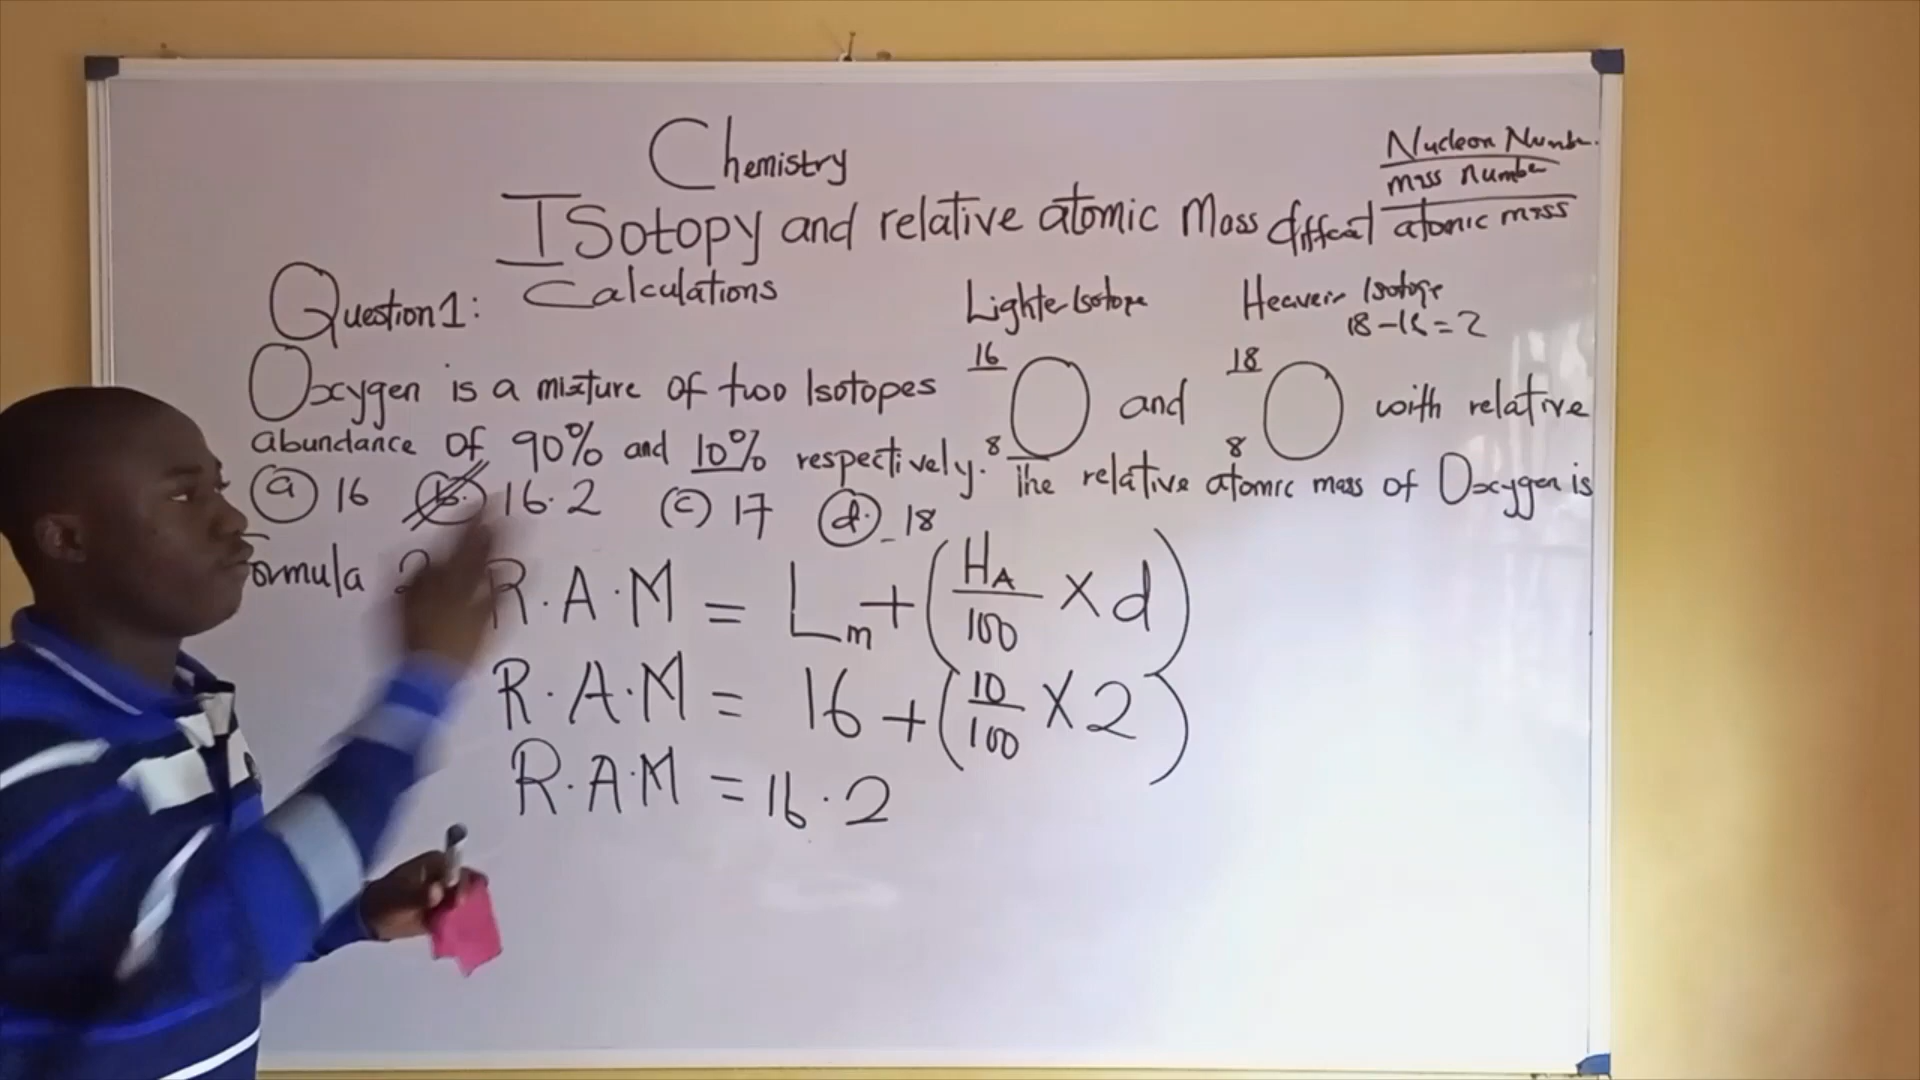 Chemistry
Nucleon Number
mass number
Isotopy and relative atomic Mass
atomic mass
Calculations
Question 1:
Lighter Isotope
Heavier Isotope
18-16=2
Oxygen is a mixture of two Isotopes 16 8 O and 18 8 O with relative
abundance of 90% and 10% respectively. The relative atomic mass of Oxygen is
(a) 16 (b.) 16.2 (c) 17 (d.) 18
Formula 2
R.A.M = Lm + (HA/100 × d)
R.A.M = 16 + (10/100 × 2)
R.A.M = 16.2